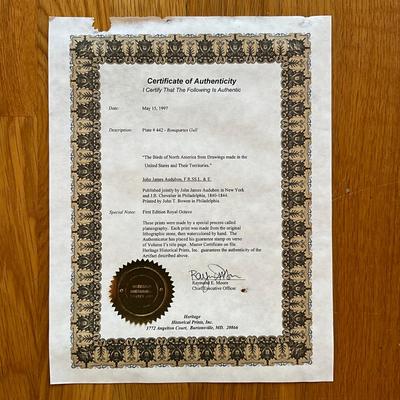 Certificate of Authenticity
I Certify That The Following Is Authentic
Date: May 15, 1997
Description: Plate # 442 - Bonapartes Gull
"The Birds of North America from Drawings made in the
United States and Their Territories."
John James Audubon, F.R.SS.L. & E.
Published jointly by John James Audubon in New York
and J.B. Chevalier in Philadelphia, 1840-1844.
Printed by John T. Bowen in Philadelphia.
Special Notes: First Edition Royal Octavo
These prints were made by a special process called
planography. Each print was made from the original
lithographic stone, then watercolored by hand. The
Authenticator has placed his guarantee stamp on verso
of Volume I's title page. Master Certificate on file.
Heritage Historical Prints, Inc. guarantees the authenticity of the
Artifact described above.
Raymond E. Moore
Chief Executive Officer
Heritage
Historical Prints, Inc.
3772 Angelton Court, Burtonsville, MD. 20866